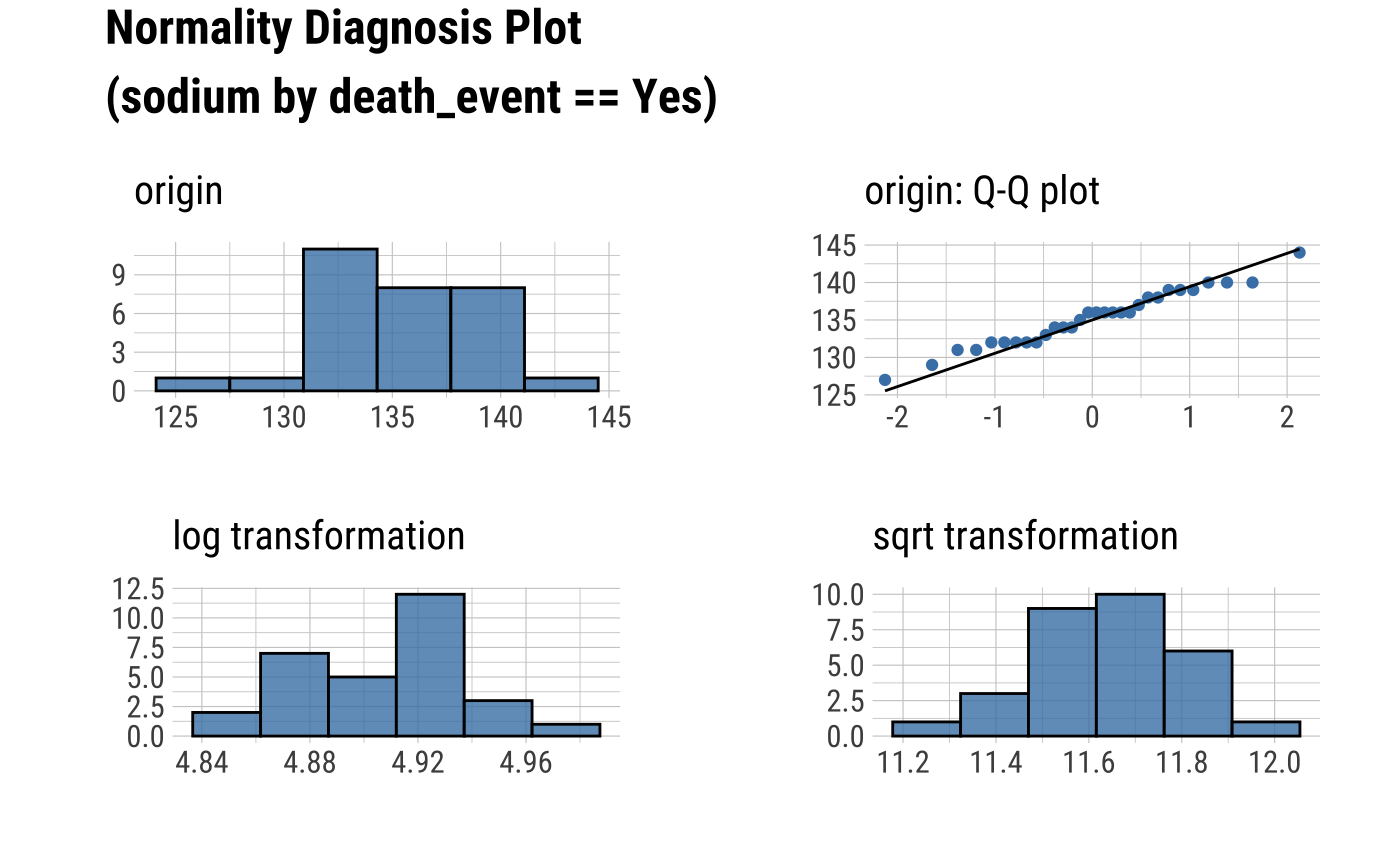 Normality Diagnosis Plot
(sodium by death_event == Yes)
origin
9
6
3
0
125 130 135 140 145
origin: Q-Q plot
145
140
135
130
125
-2 -1 0 1 2
log transformation
12.5
10.0
7.5
5.0
2.5
0.0
4.84 4.88 4.92 4.96
sqrt transformation
10.0
7.5
5.0
2.5
0.0
11.2 11.4 11.6 11.8 12.0